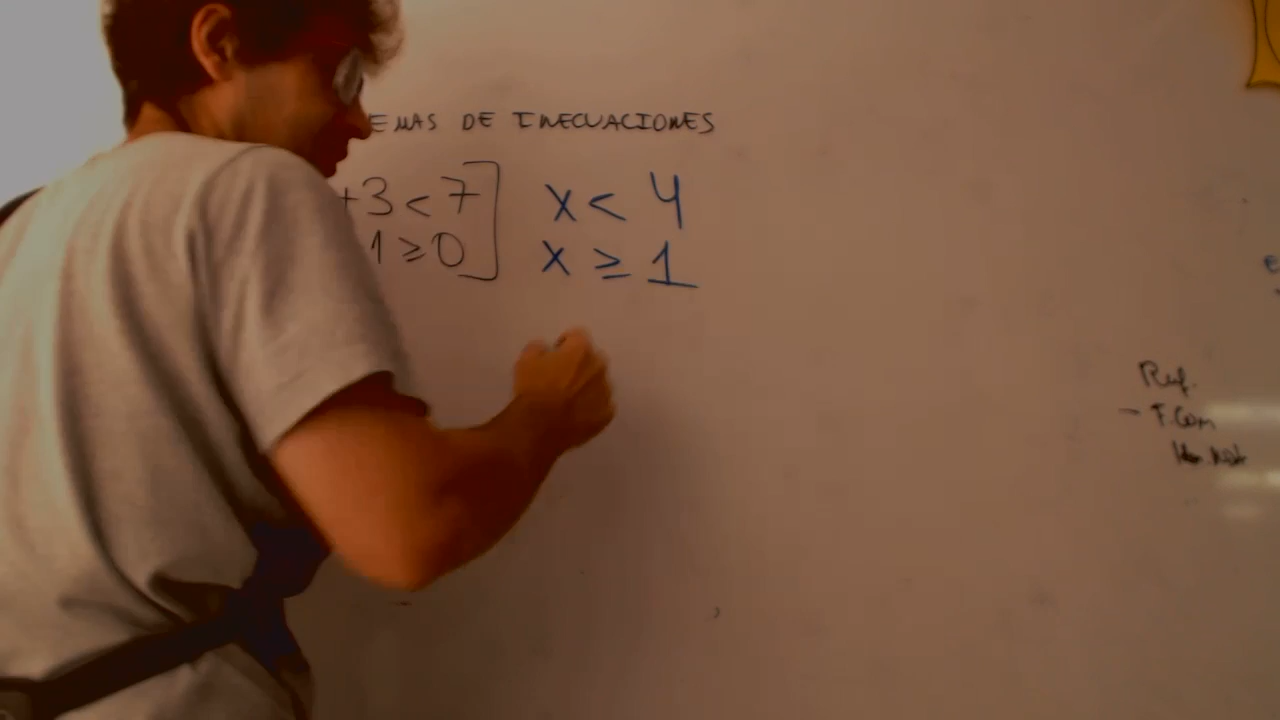 EMAS DE INECUACIONES
+3 < 7
1 ≥ 0
x < 4
x ≥ 1
Ref.
- F. Com